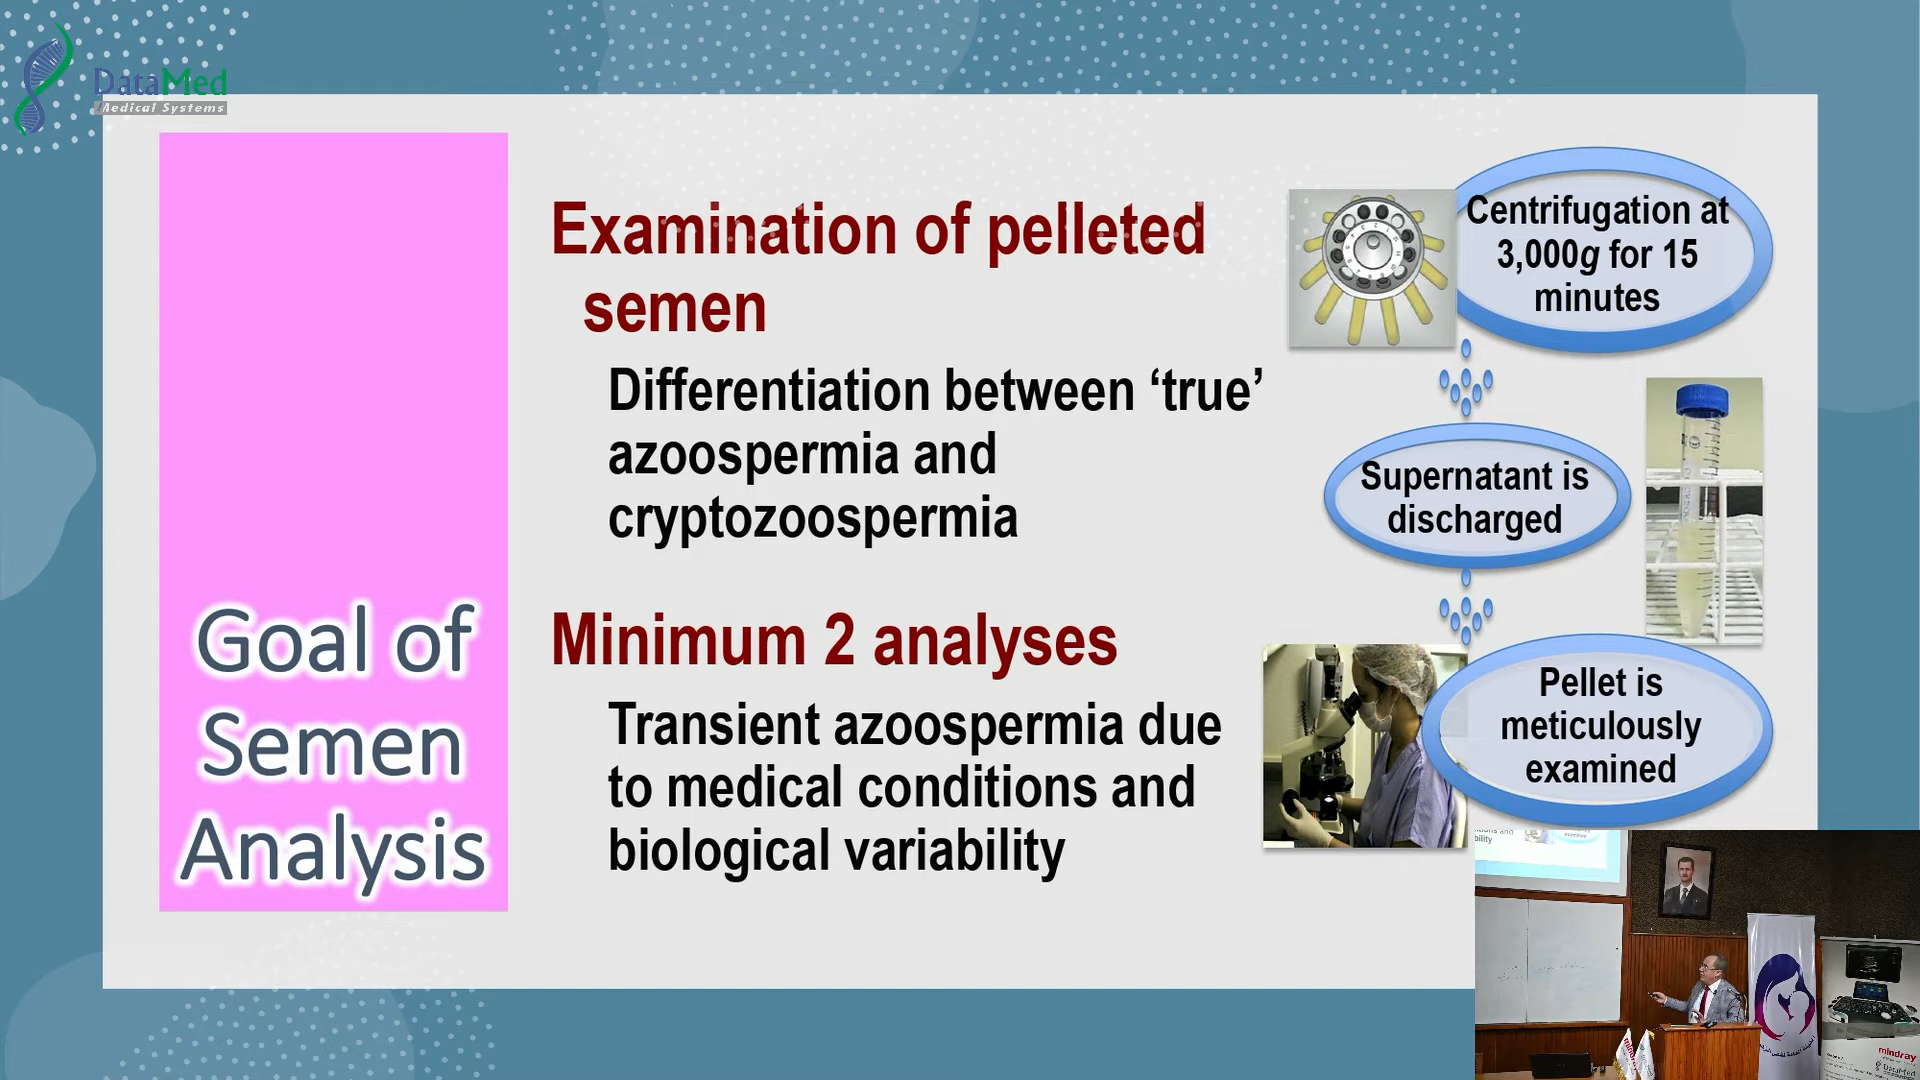 DataMed
Medical Systems
Goal of
Semen
Analysis
Examination of pelleted
semen
Differentiation between ‘true’
azoospermia and
cryptozoospermia
Minimum 2 analyses
Transient azoospermia due
to medical conditions and
biological variability
Centrifugation at
3,000g for 15
minutes
Supernatant is
discharged
Pellet is
meticulously
examined
mindray
DataMed
mindray